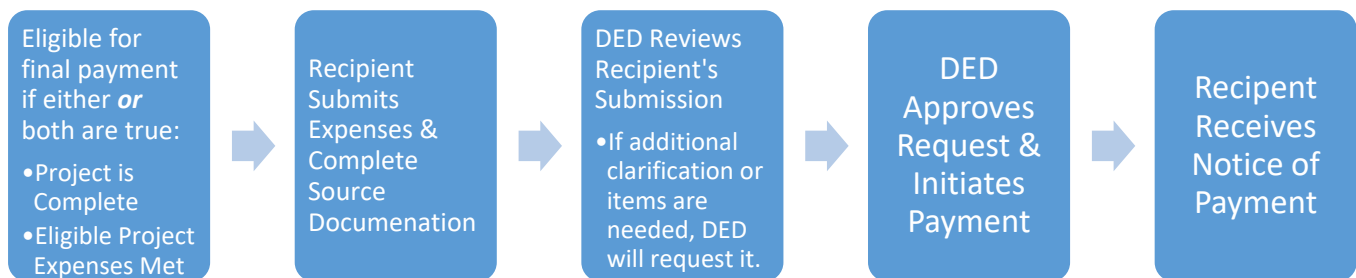 Eligible for
final payment
if either or
both are true:
•Project is
Complete
•Eligible Project
Expenses Met
Recipient
Submits
Expenses &
Complete
Source
Documenation
DED Reviews
Recipient's
Submission
•If additional
clarification or
items are
needed, DED
will request it.
DED
Approves
Request &
Initiates
Payment
Recipent
Receives
Notice of
Payment